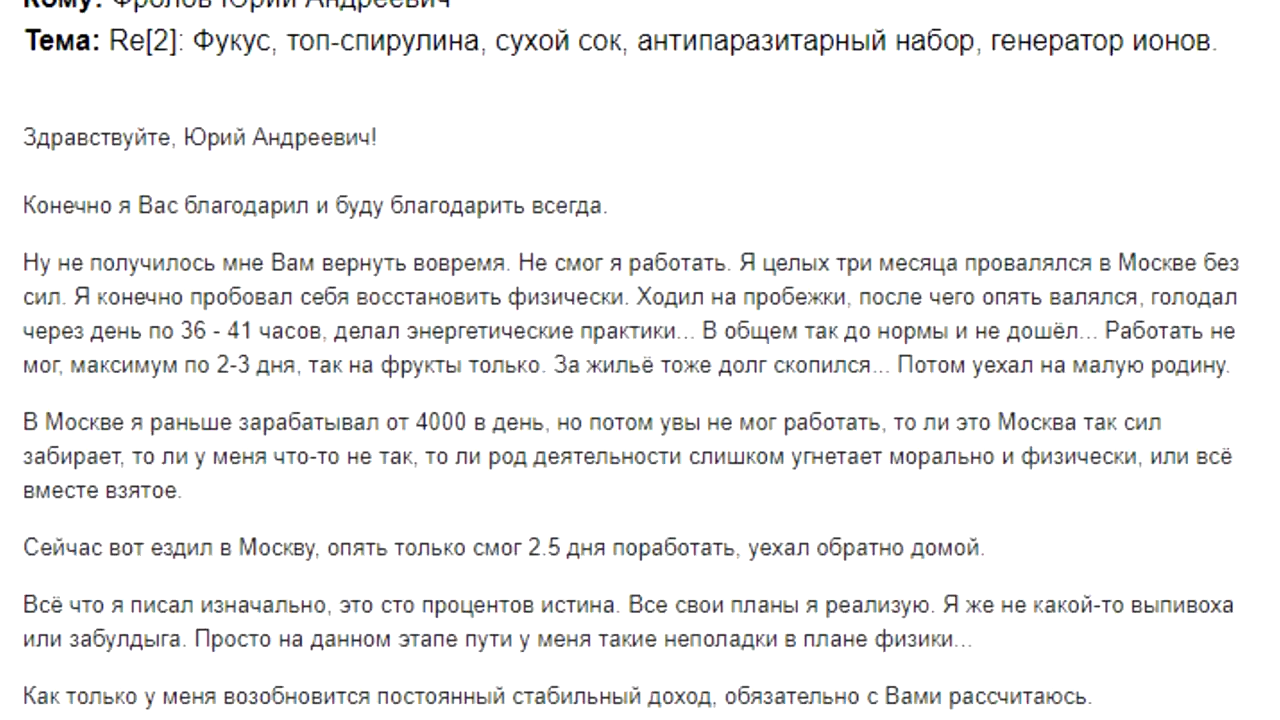 Кому: Фролов Юрий Андреевич
Тема: Re[2]: Фукус, топ-спирулина, сухой сок, антипаразитарный набор, генератор ионов.
Здравствуйте, Юрий Андреевич!
Конечно я Вас благодарил и буду благодарить всегда.
Ну не получилось мне Вам вернуть вовремя. Не смог я работать. Я целых три месяца провалялся в Москве без
сил. Я конечно пробовал себя восстановить физически. Ходил на пробежки, после чего опять валялся, голодал
через день по 36 - 41 часов, делал энергетические практики... В общем так до нормы и не дошёл... Работать не
мог, максимум по 2-3 дня, так на фрукты только. За жильё тоже долг скопился... Потом уехал на малую родину.
В Москве я раньше зарабатывал от 4000 в день, но потом увы не мог работать, то ли это Москва так сил
забирает, то ли у меня что-то не так, то ли род деятельности слишком угнетает морально и физически, или всё
вместе взятое.
Сейчас вот ездил в Москву, опять только смог 2.5 дня поработать, уехал обратно домой.
Всё что я писал изначально, это сто процентов истина. Все свои планы я реализую. Я же не какой-то выпивоха
или забулдыга. Просто на данном этапе пути у меня такие неполадки в плане физики...
Как только у меня возобновится постоянный стабильный доход, обязательно с Вами рассчитаюсь.